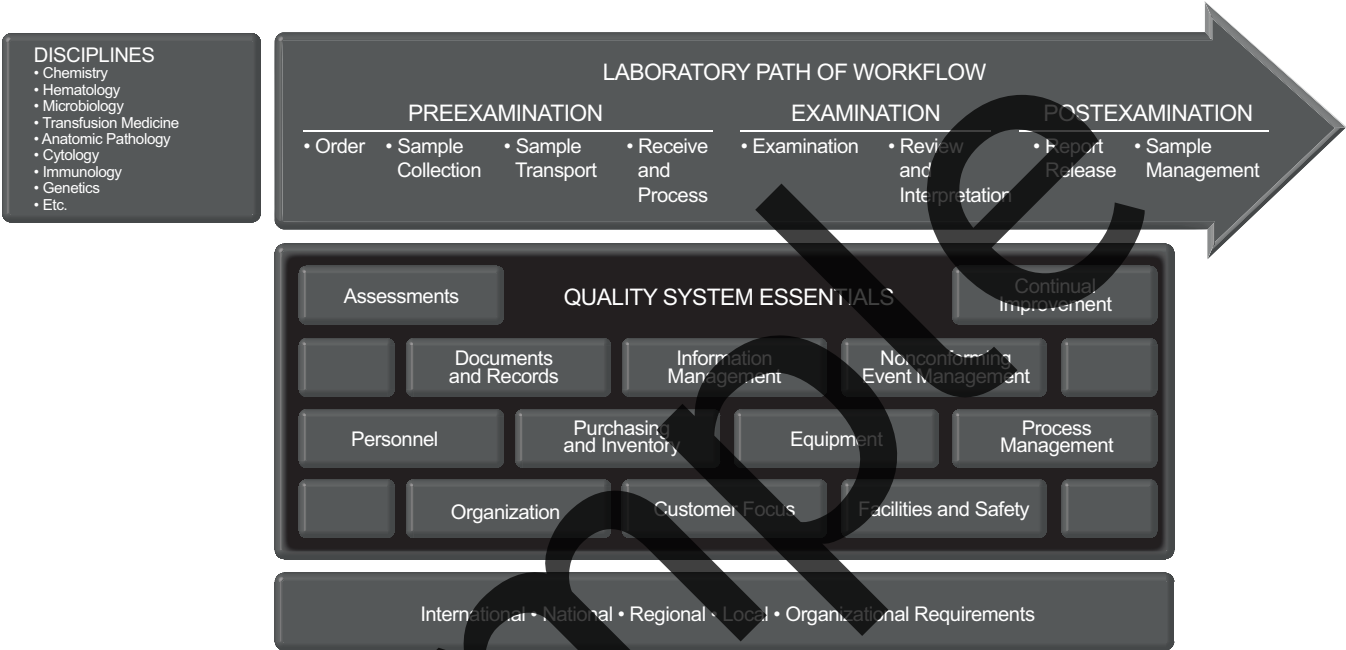 DISCIPLINES
• Chemistry
• Hematology
• Microbiology
• Transfusion Medicine
• Anatomic Pathology
• Cytology
• Immunology
• Genetics
• Etc.
LABORATORY PATH OF WORKFLOW
PREEXAMINATION
• Order
• Sample
Collection
• Sample
Transport
• Receive
and
Process
EXAMINATION
• Examination
• Review
and
Interpretation
POSTEXAMINATION
• Report
Release
• Sample
Management
Assessments
QUALITY SYSTEM ESSENTIALS
Continual
Improvement
Documents
and Records
Information
Management
Nonconforming
Event Management
Personnel
Purchasing
and Inventory
Equipment
Process
Management
Organization
Customer Focus
Facilities and Safety
International • National • Regional • Local • Organizational Requirements
mple